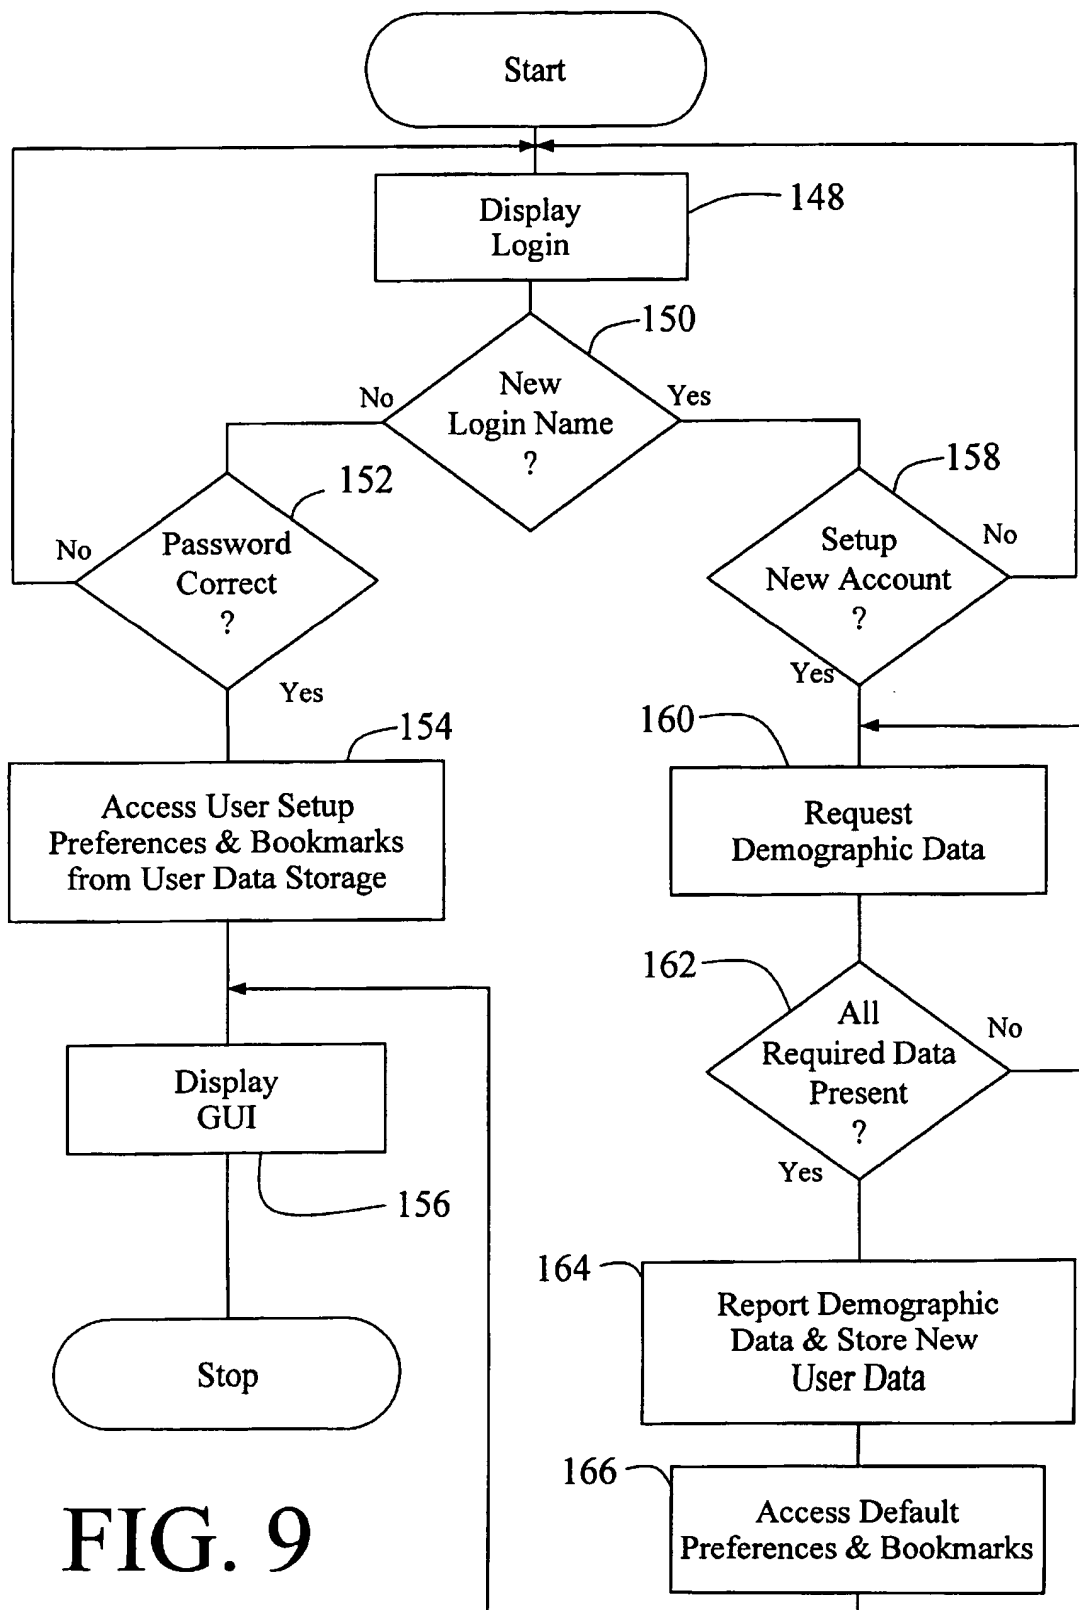 Start
Display
Login
148
150
New
Login Name
?
No
Yes
152
Password
Correct
?
No
Yes
158
Setup
New Account
?
No
Yes
154
Access User Setup
Preferences & Bookmarks
from User Data Storage
160
Request
Demographic Data
162
All
Required Data
Present
?
No
Yes
Display
GUI
156
164
Report Demographic
Data & Store New
User Data
Stop
166
Access Default
Preferences & Bookmarks
FIG. 9